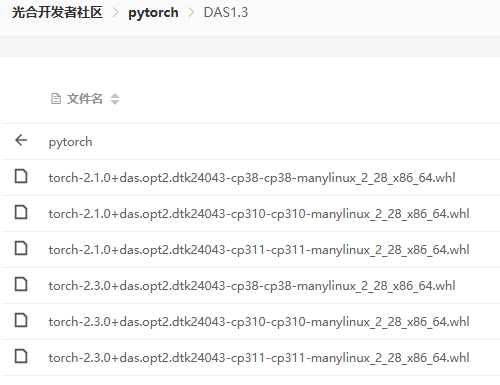 光合开发者社区 > pytorch > DAS1.3
文件名
pytorch
torch-2.1.0+das.opt2.dtk24043-cp38-cp38-manylinux_2_28_x86_64.whl
torch-2.1.0+das.opt2.dtk24043-cp310-cp310-manylinux_2_28_x86_64.whl
torch-2.1.0+das.opt2.dtk24043-cp311-cp311-manylinux_2_28_x86_64.whl
torch-2.3.0+das.opt2.dtk24043-cp38-cp38-manylinux_2_28_x86_64.whl
torch-2.3.0+das.opt2.dtk24043-cp310-cp310-manylinux_2_28_x86_64.whl
torch-2.3.0+das.opt2.dtk24043-cp311-cp311-manylinux_2_28_x86_64.whl